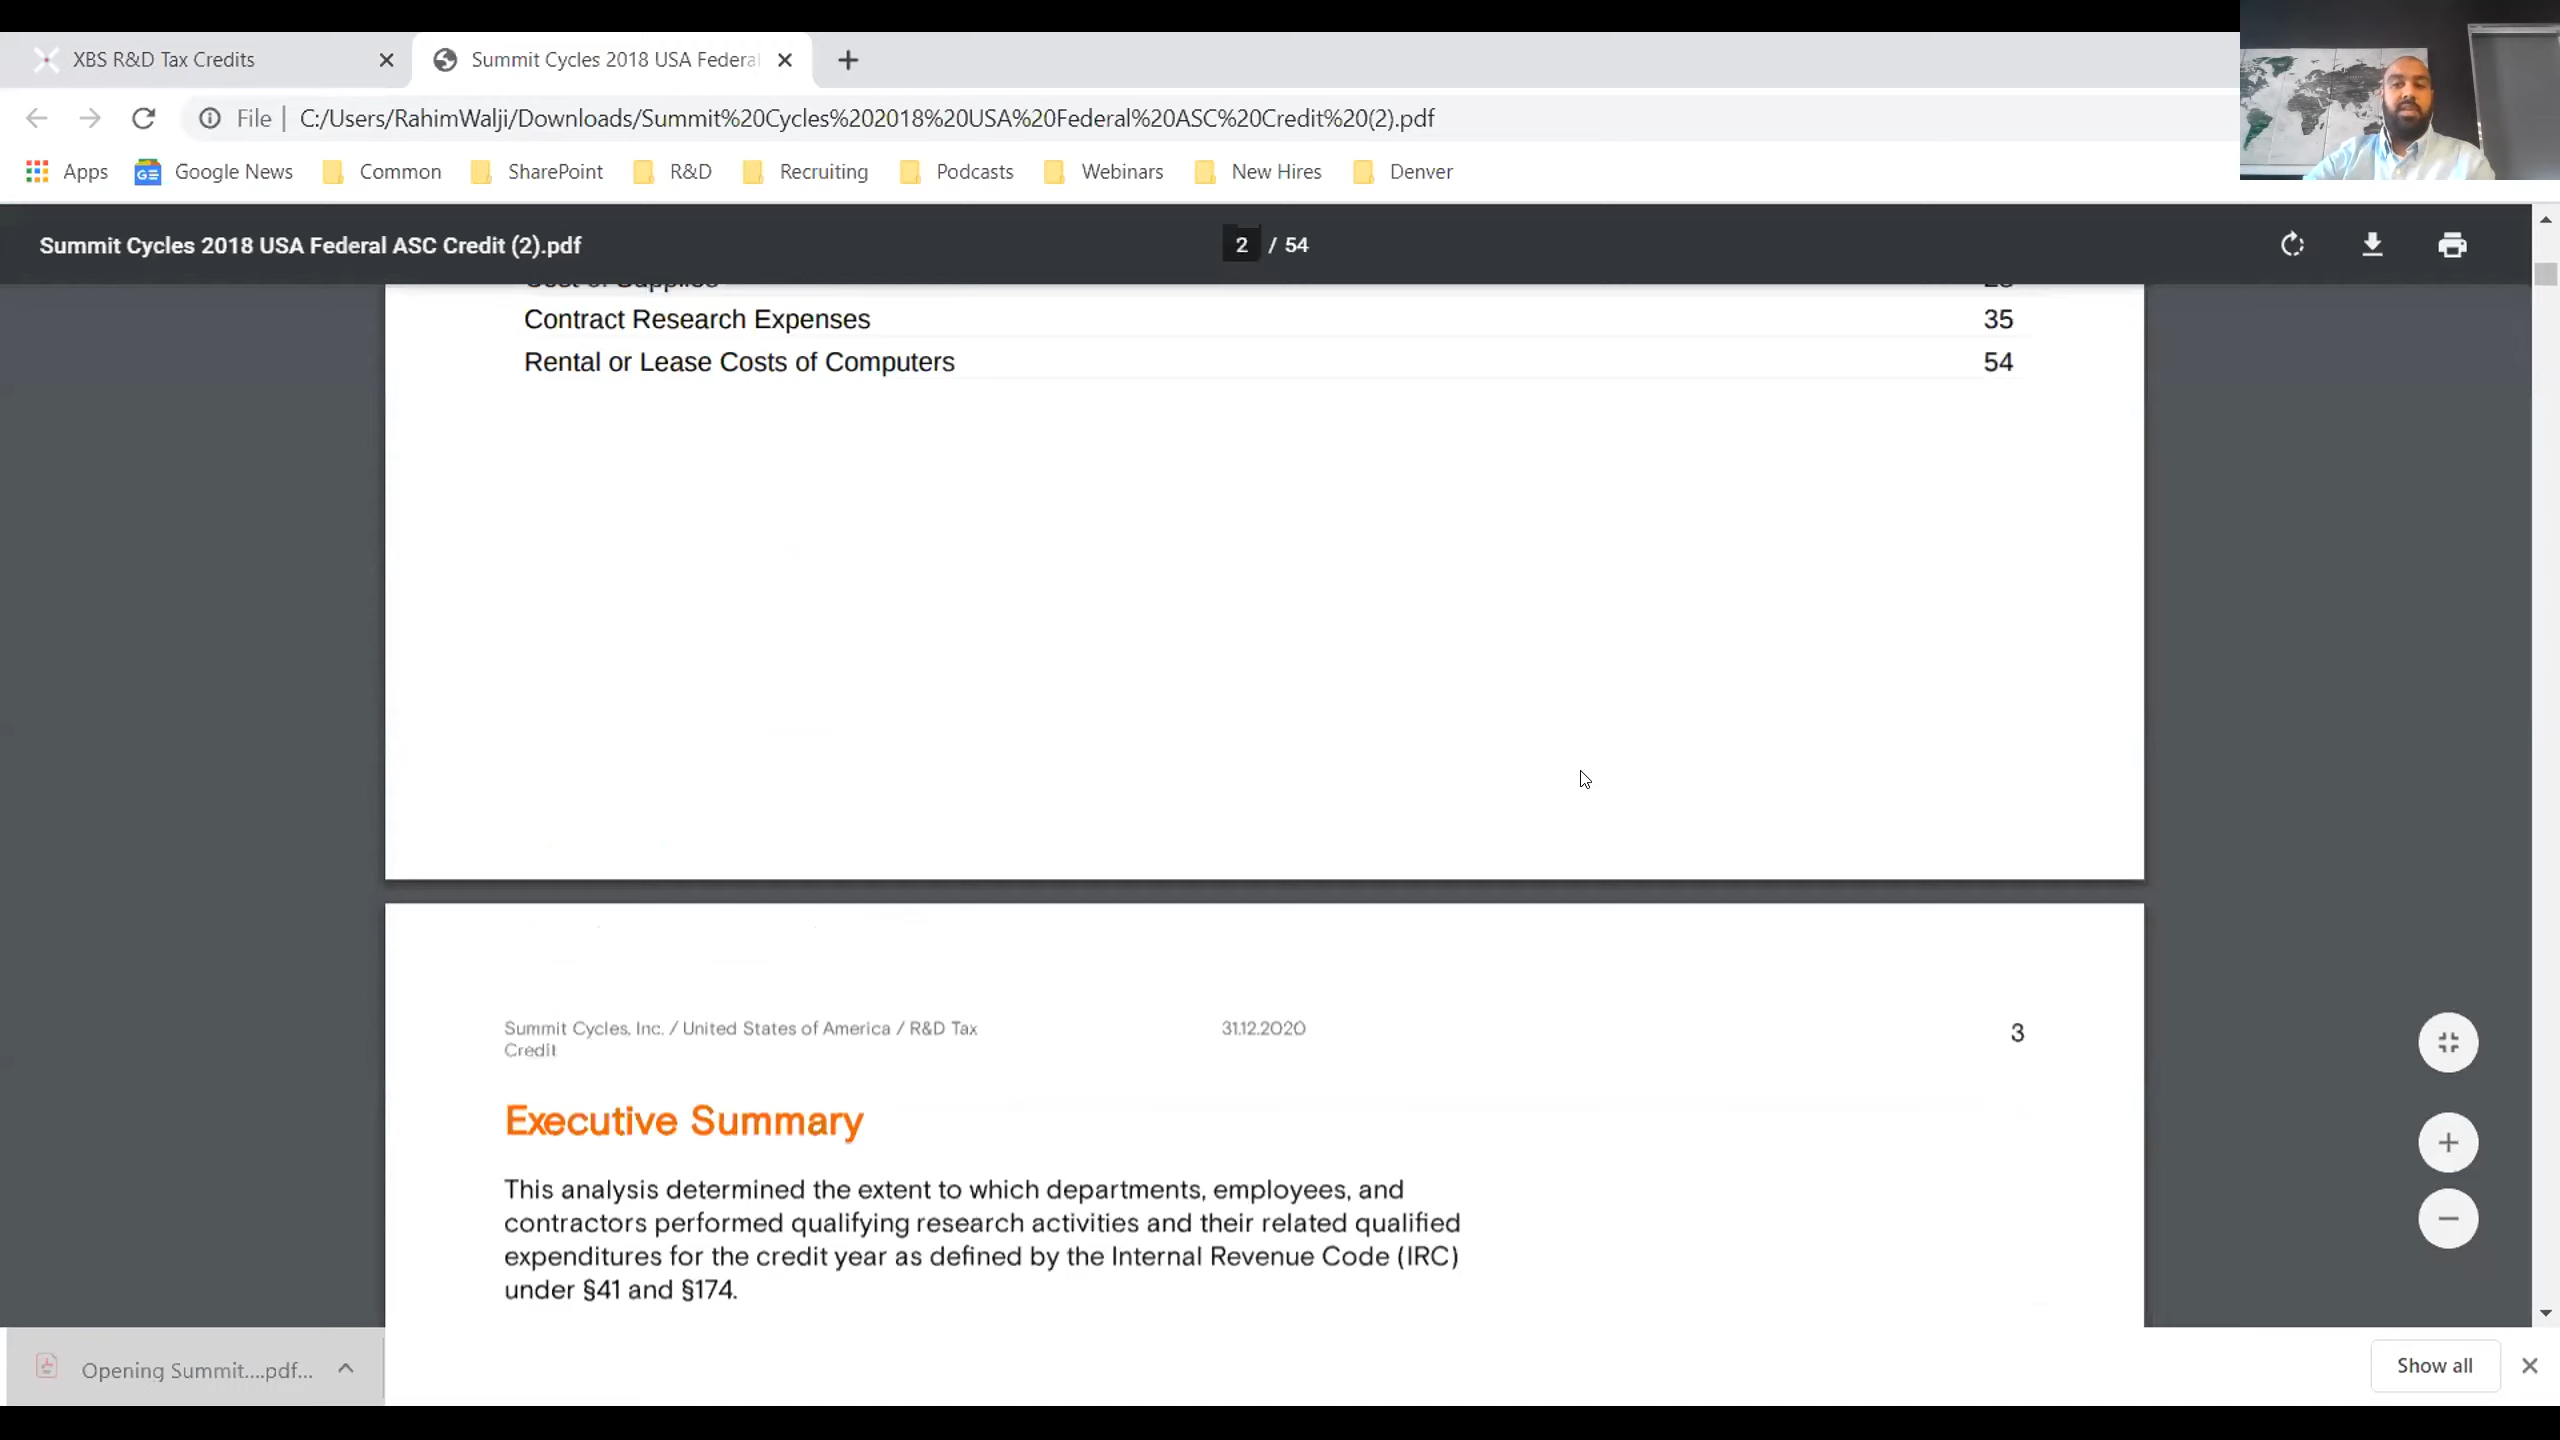 XBS R&D Tax Credits
Summit Cycles 2018 USA Federal
File | C:/Users/RahimWalji/Downloads/Summit%20Cycles%202018%20USA%20Federal%20ASC%20Credit%20(2).pdf
Apps
Google News
Common
SharePoint
R&D
Recruiting
Podcasts
Webinars
New Hires
Denver
Summit Cycles 2018 USA Federal ASC Credit (2).pdf
2 / 54
Cost of Supplies
Contract Research Expenses 35
Rental or Lease Costs of Computers 54
Summit Cycles, Inc. / United States of America / R&D Tax
Credit
31.12.2020
3
Executive Summary
This analysis determined the extent to which departments, employees, and
contractors performed qualifying research activities and their related qualified
expenditures for the credit year as defined by the Internal Revenue Code (IRC)
under §41 and §174.
Opening Summit....pdf...
Show all